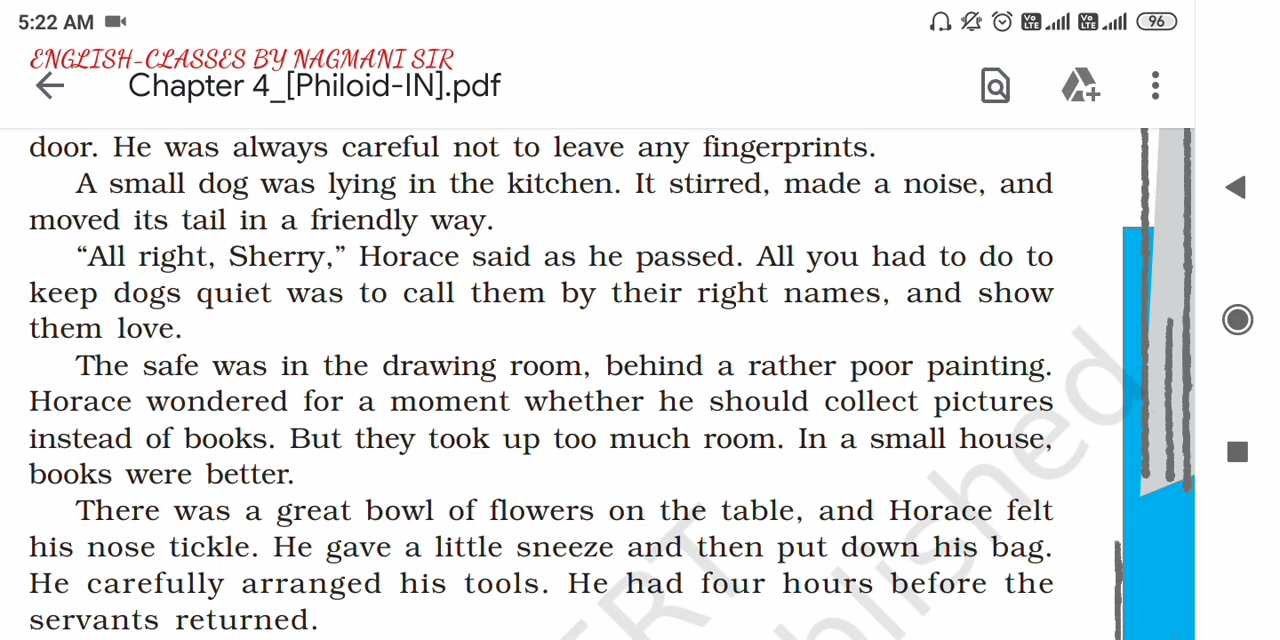 5:22 AM
Vo LTE Vo LTE 96
ENGLISH-CLASSES BY NAGMANI SIR
Chapter 4_[Philoid-IN].pdf
door. He was always careful not to leave any fingerprints.
A small dog was lying in the kitchen. It stirred, made a noise, and
moved its tail in a friendly way.
“All right, Sherry,” Horace said as he passed. All you had to do to
keep dogs quiet was to call them by their right names, and show
them love.
The safe was in the drawing room, behind a rather poor painting.
Horace wondered for a moment whether he should collect pictures
instead of books. But they took up too much room. In a small house,
books were better.
There was a great bowl of flowers on the table, and Horace felt
his nose tickle. He gave a little sneeze and then put down his bag.
He carefully arranged his tools. He had four hours before the
servants returned.